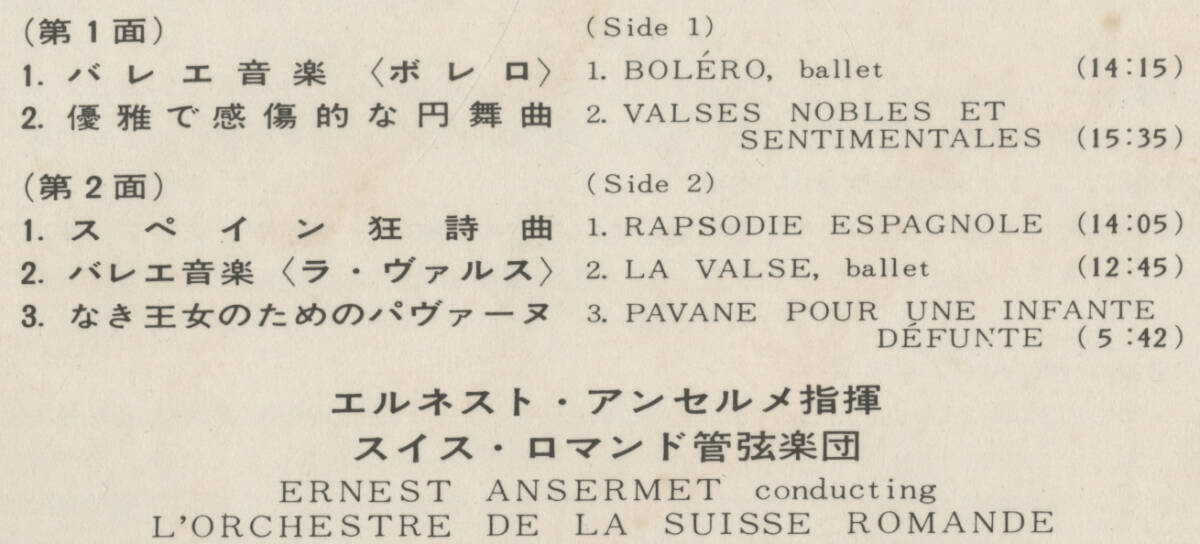 (第1面) (Side 1)
1. バレエ音楽〈ボレロ〉 1. BOLÉRO, ballet (14:15)
2. 優雅で感傷的な円舞曲 2. VALSES NOBLES ET
SENTIMENTALES (15:35)
(第2面) (Side 2)
1. スペイン狂詩曲 1. RAPSODIE ESPAGNOLE (14:05)
2. バレエ音楽〈ラ・ヴァルス〉 2. LA VALSE, ballet (12:45)
3. なき王女のためのパヴァーヌ 3. PAVANE POUR UNE INFANTE
DÉFUNTE (5:42)
エルネスト・アンセルメ指揮
スイス・ロマンド管弦楽団
ERNEST ANSERMET conducting
L'ORCHESTRE DE LA SUISSE ROMANDE